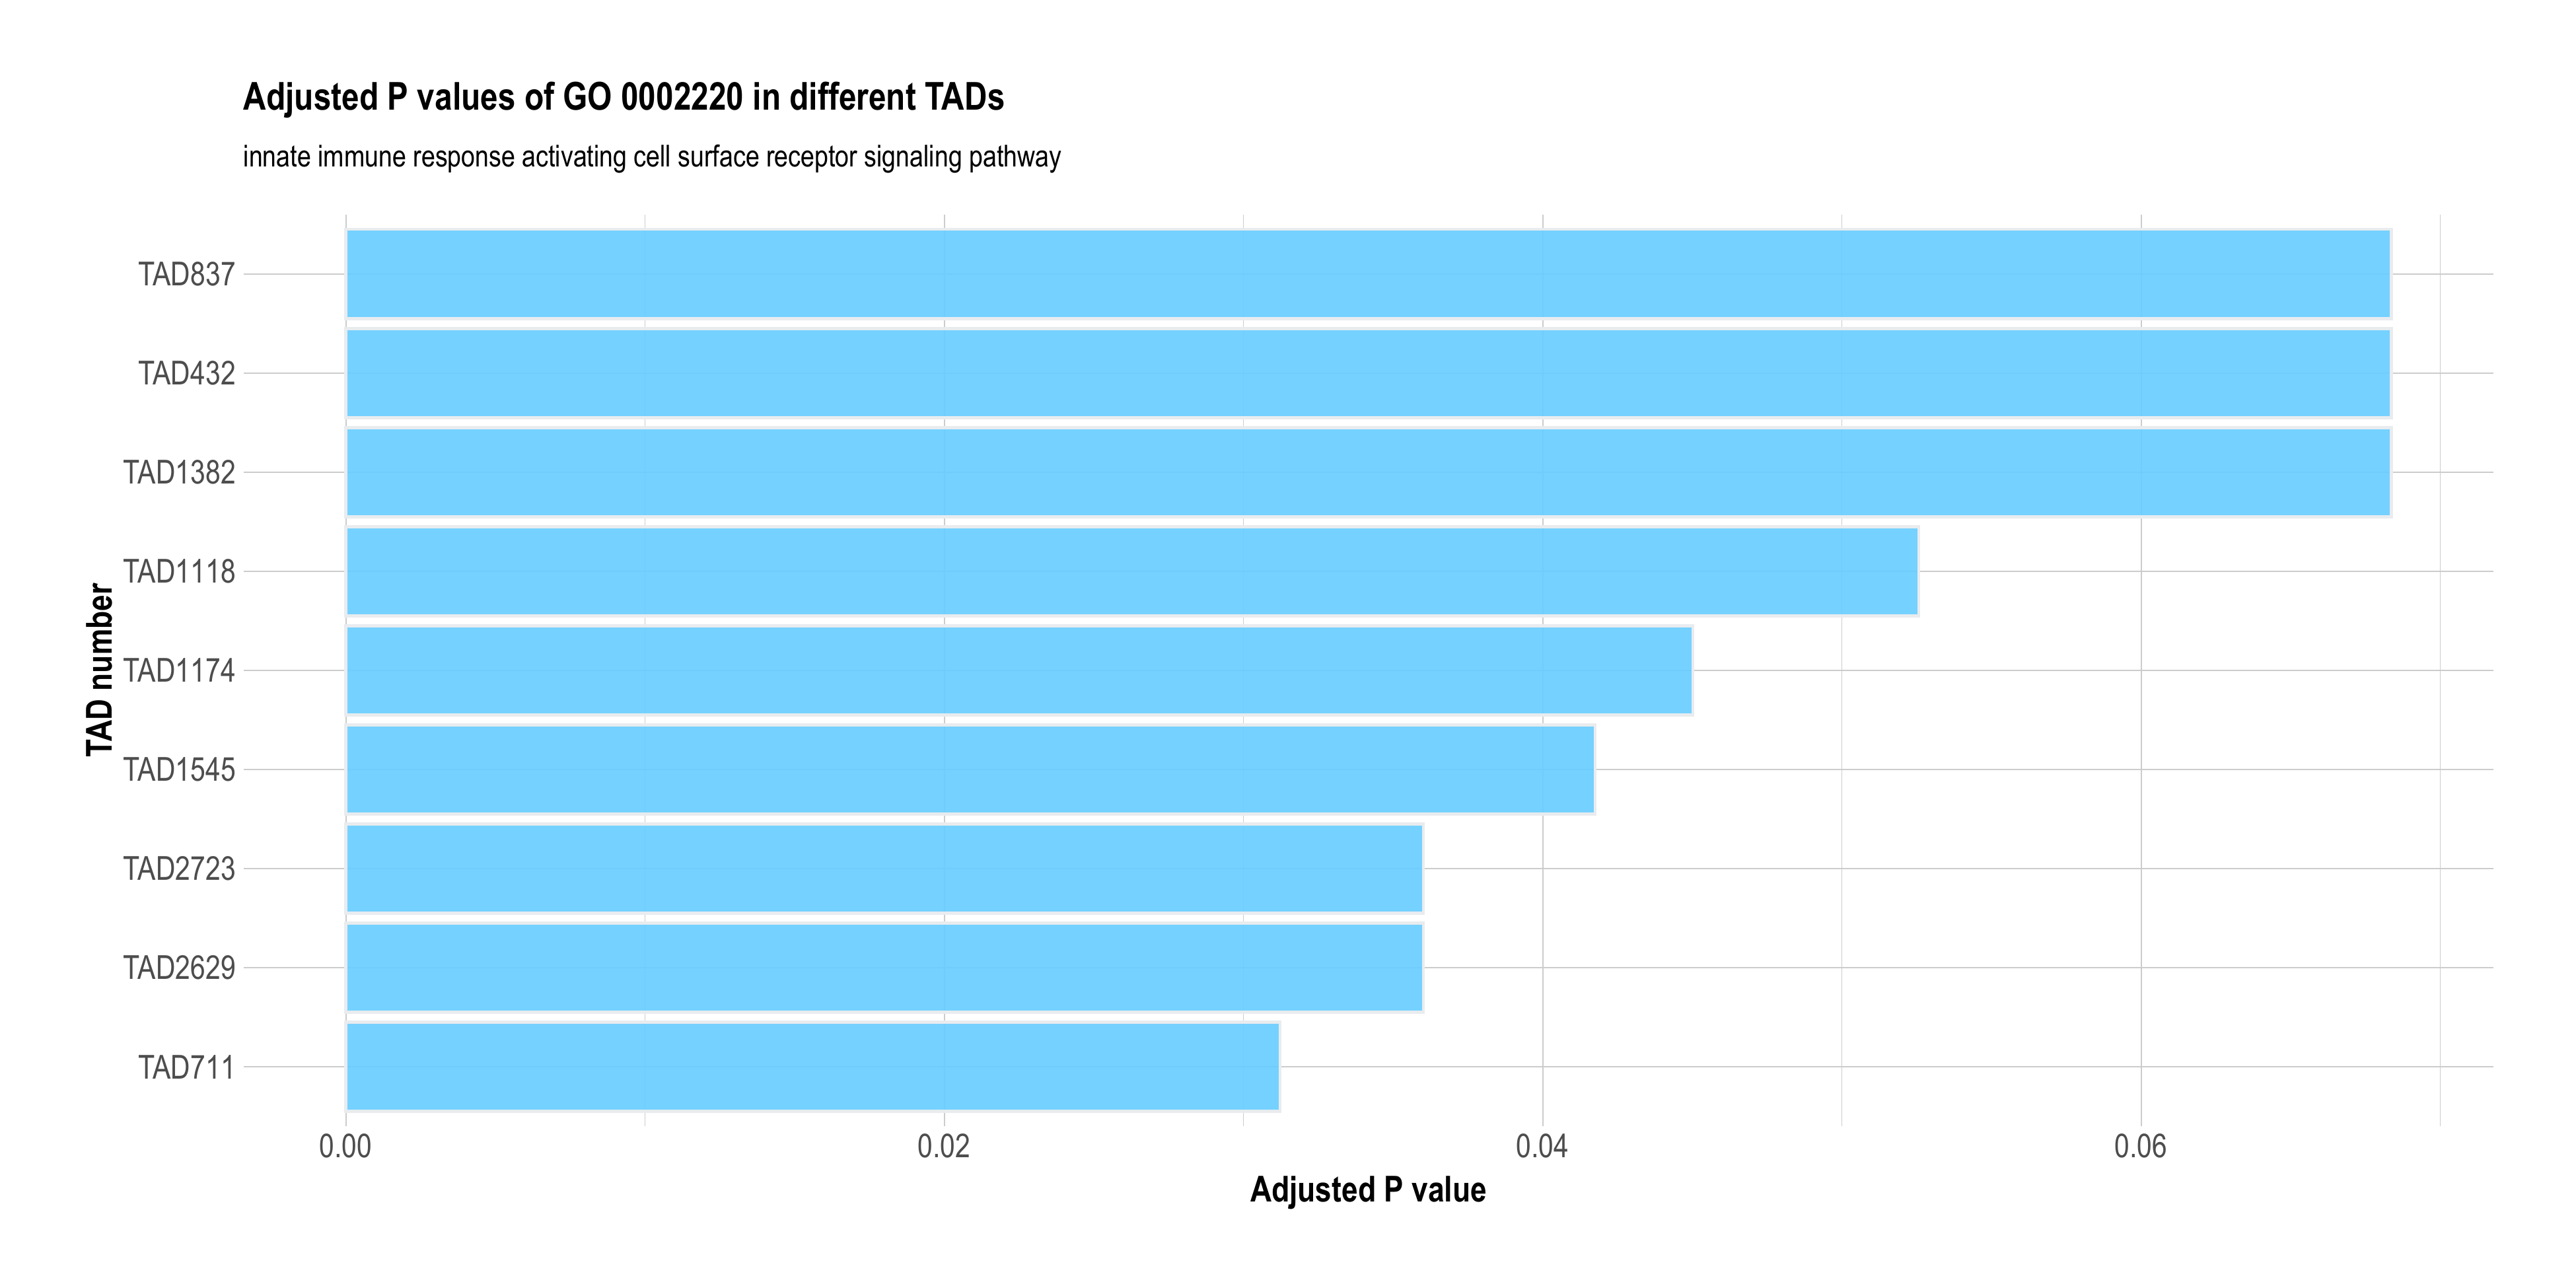 Adjusted P values of GO 0002220 in different TADs
innate immune response activating cell surface receptor signaling pathway
TAD number
TAD837
TAD432
TAD1382
TAD1118
TAD1174
TAD1545
TAD2723
TAD2629
TAD711
0.00 0.02 0.04 0.06
Adjusted P value